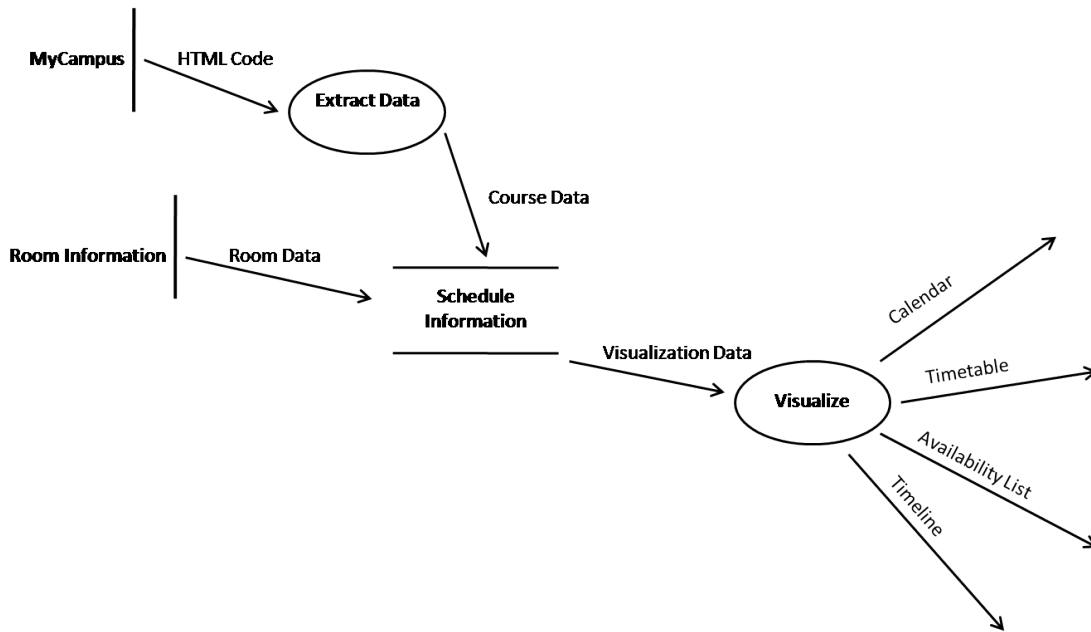 MyCampus
HTML Code
Extract Data
Course Data
Room Information
Room Data
Schedule
Information
Visualization Data
Visualize
Calendar
Timetable
Availability List
Timeline